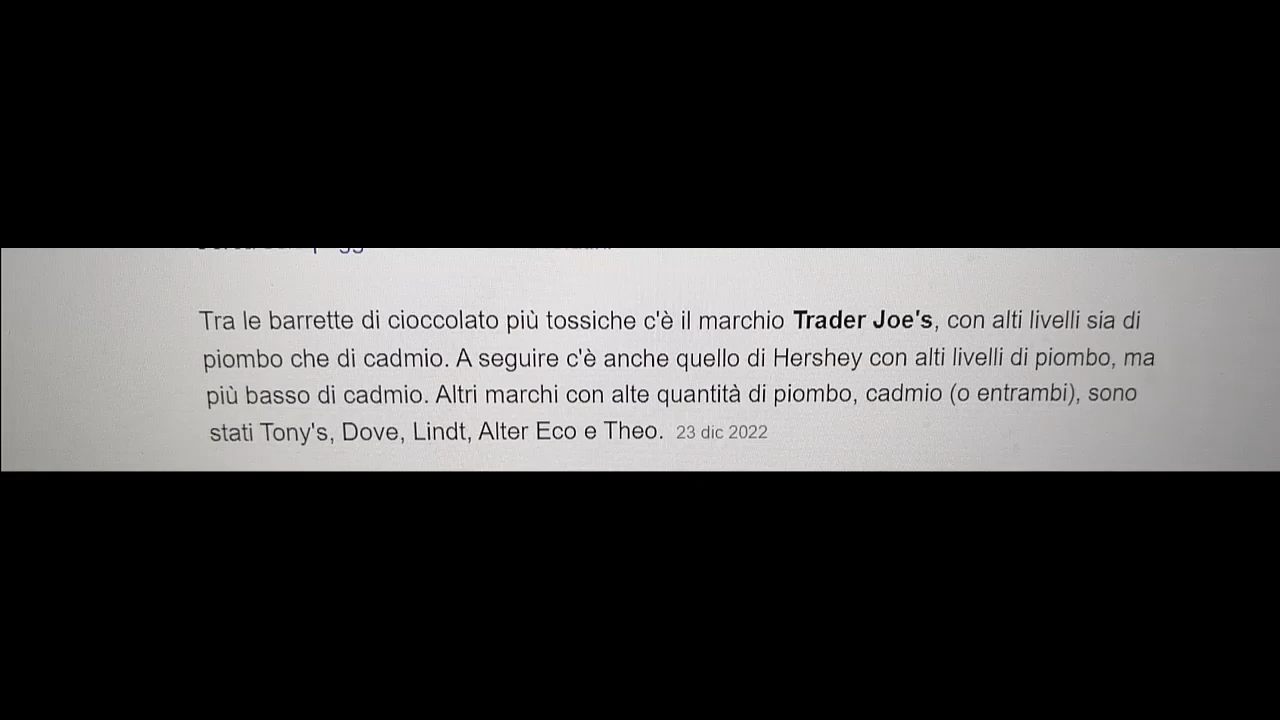 Tra le barrette di cioccolato più tossiche c'è il marchio Trader Joe's, con alti livelli sia di
piombo che di cadmio. A seguire c'è anche quello di Hershey con alti livelli di piombo, ma
più basso di cadmio. Altri marchi con alte quantità di piombo, cadmio (o entrambi), sono
stati Tony's, Dove, Lindt, Alter Eco e Theo. 23 dic 2022